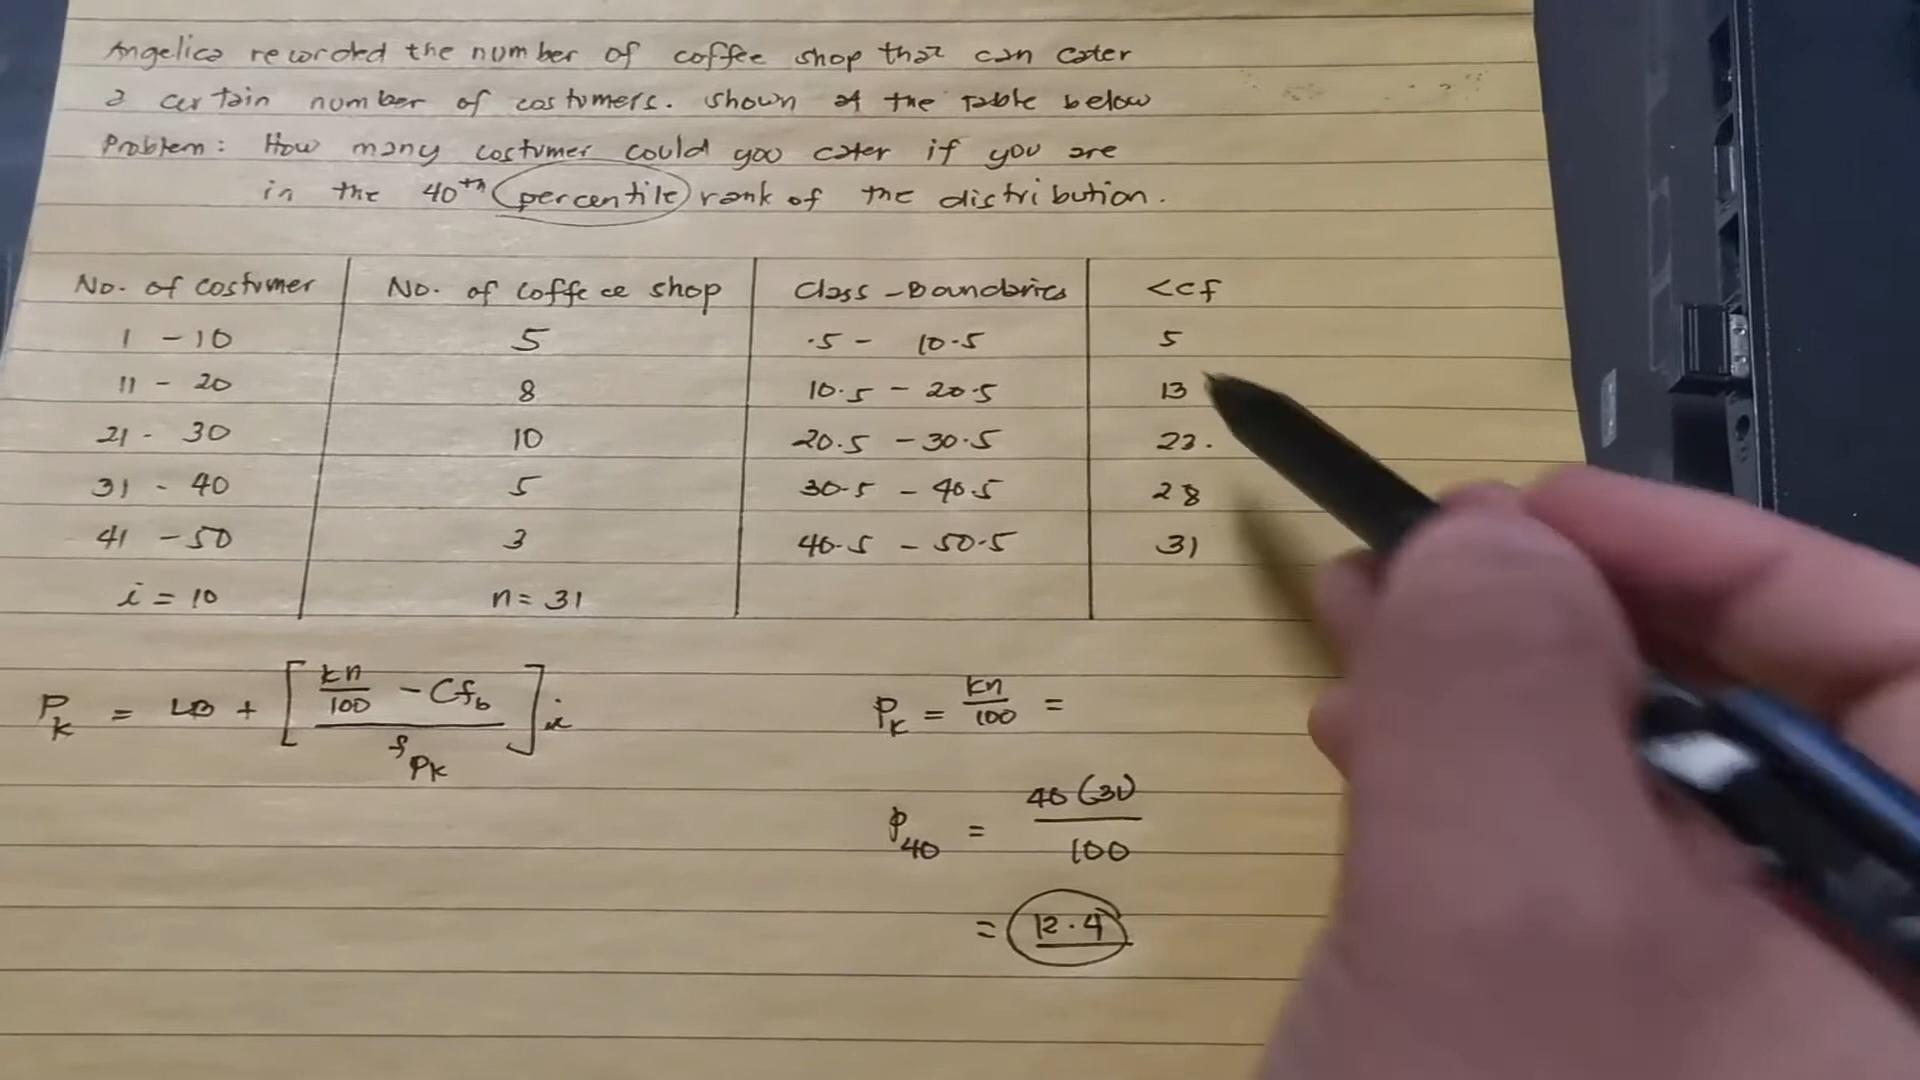 Angelica recorded the number of coffee shop that can cater
a certain number of costumers. shown at the table below
Problem: How many costumer could you cater if you are
in the 40th percentile rank of the distribution.
No. of costumer No. of coffee shop Class-Boundaries <cf
1 - 10 5 .5 - 10.5 5
11 - 20 8 10.5 - 20.5 13
21 - 30 10 20.5 - 30.5 23.
31 - 40 5 30.5 - 40.5 28
41 - 50 3 40.5 - 50.5 31
i = 10 n = 31
Pk = LB + [ (kn/100 - Cfb) / fPk ] i
Pk = kn/100 =
P40 = 40(31)/100
= 12.4